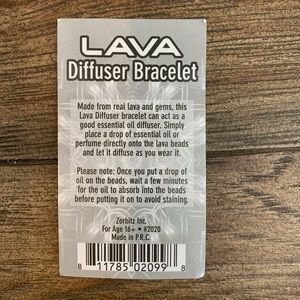 LAVA
Diffuser Bracelet
Made from real lava and gems, this
Lava Diffuser bracelet can act as a
good essential oil diffuser. Simply
place a drop of essential oil or
perfume directly onto the lava beads
and let it diffuse as you wear it.
Please note: Once you put a drop of
oil on the beads, wait a few minutes
for the oil to absorb into the beads
before putting it on to avoid staining.
Zorbitz Inc.
For Age 16+ • #2020
Made in P.R.C.
8 11785 02099 8